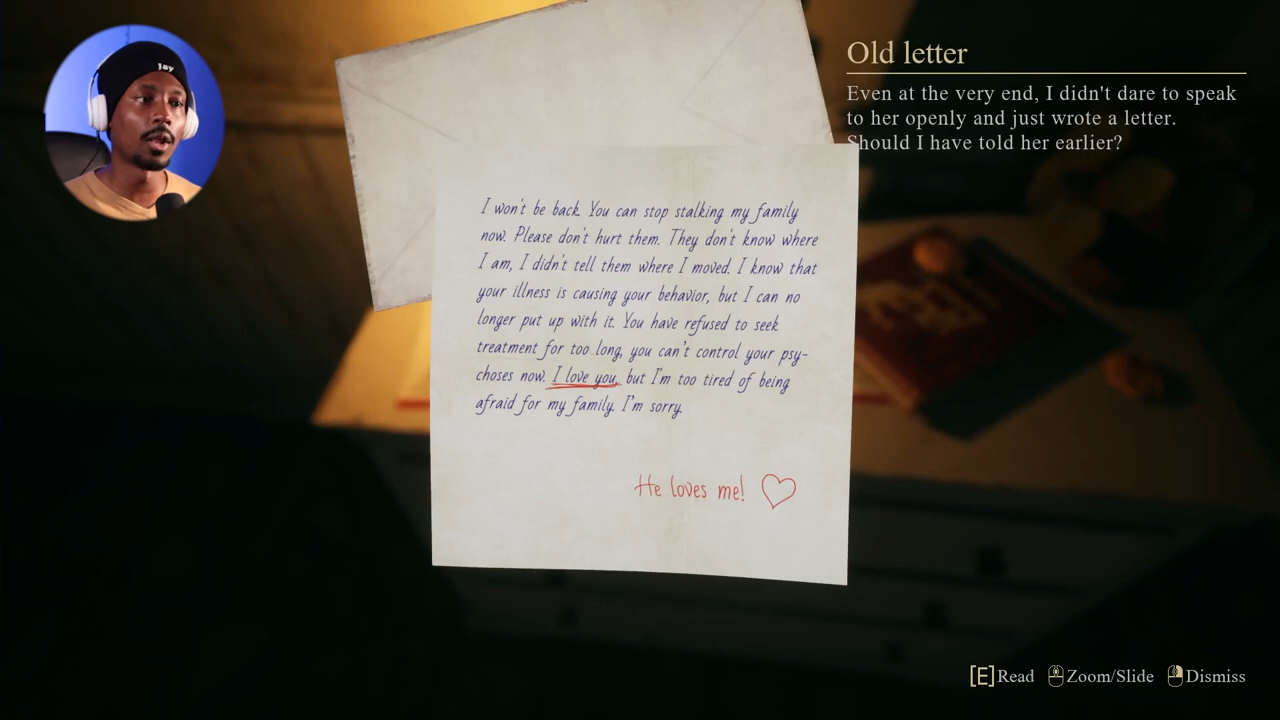 jay
Old letter
Even at the very end, I didn't dare to speak
to her openly and just wrote a letter.
Should I have told her earlier?
I won't be back. You can stop stalking my family
now. Please don't hurt them. They don't know where
I am, I didn't tell them where I moved. I know that
your illness is causing your behavior, but I can no
longer put up with it. You have refused to seek
treatment for too long, you can't control your psy-
choses now. I love you, but I'm too tired of being
afraid for my family. I'm sorry.
He loves me!
[E]Read Zoom/Slide Dismiss